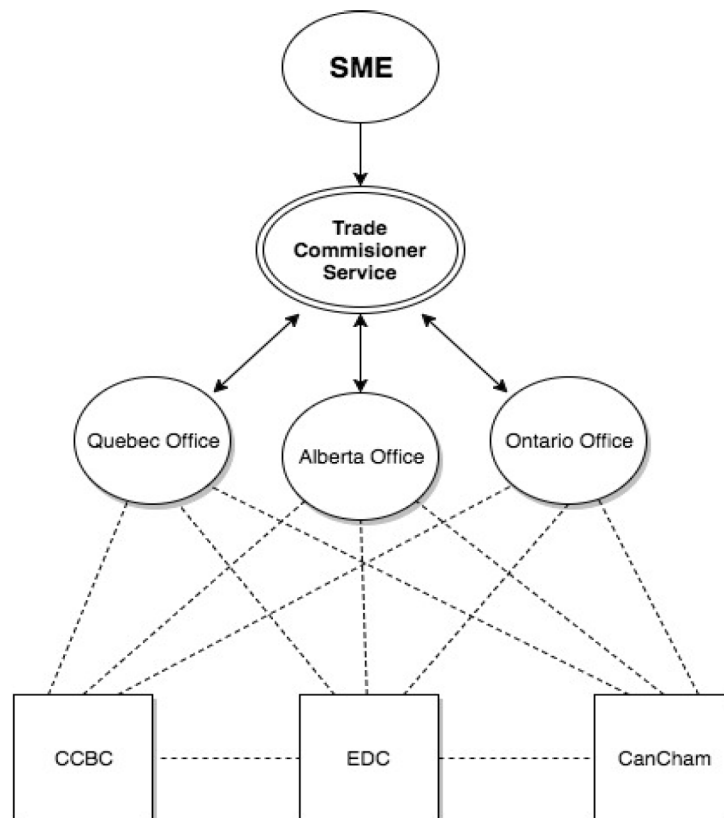 SME
Trade
Commisioner
Service
Quebec Office
Alberta Office
Ontario Office
CCBC
EDC
CanCham